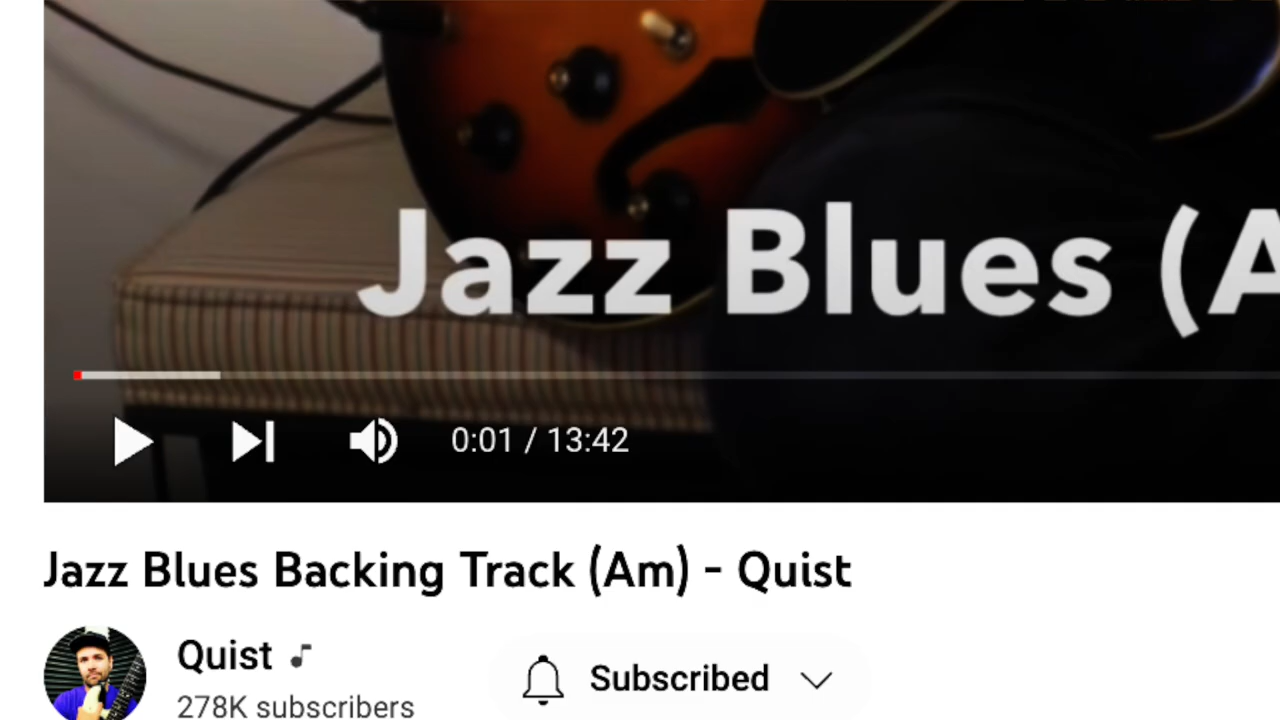 Jazz Blues (A
0:01 / 13:42
Jazz Blues Backing Track (Am) - Quist
Quist
Subscribed
278K subscribers